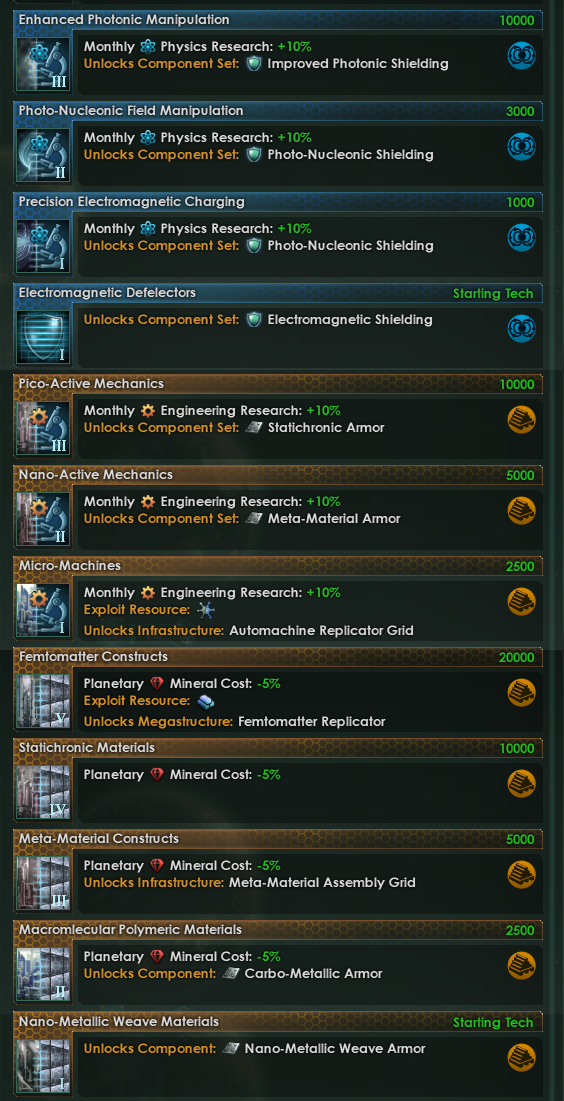 Enhanced Photonic Manipulation 10000
Monthly Physics Research: +10%
Unlocks Component Set: Improved Photonic Shielding
III
Photo-Nucleonic Field Manipulation 3000
Monthly Physics Research: +10%
Unlocks Component Set: Photo-Nucleonic Shielding
II
Precision Electromagnetic Charging 1000
Monthly Physics Research: +10%
Unlocks Component Set: Photo-Nucleonic Shielding
I
Electromagnetic Defelectors Starting Tech
Unlocks Component Set: Electromagnetic Shielding
I
Pico-Active Mechanics 10000
Monthly Engineering Research: +10%
Unlocks Component Set: Statichronic Armor
III
Nano-Active Mechanics 5000
Monthly Engineering Research: +10%
Unlocks Component Set: Meta-Material Armor
II
Micro-Machines 2500
Monthly Engineering Research: +10%
Exploit Resource:
I
Unlocks Infrastructure: Automachine Replicator Grid
Femtomatter Constructs 20000
Planetary Mineral Cost: -5%
Exploit Resource:
V
Unlocks Megastructure: Femtomatter Replicator
Statichronic Materials 10000
Planetary Mineral Cost: -5%
IV
Meta-Material Constructs 5000
Planetary Mineral Cost: -5%
Unlocks Infrastructure: Meta-Material Assembly Grid
III
Macromlecular Polymeric Materials 2500
Planetary Mineral Cost: -5%
Unlocks Component: Carbo-Metallic Armor
II
Nano-Metallic Weave Materials Starting Tech
Unlocks Component: Nano-Metallic Weave Armor
I